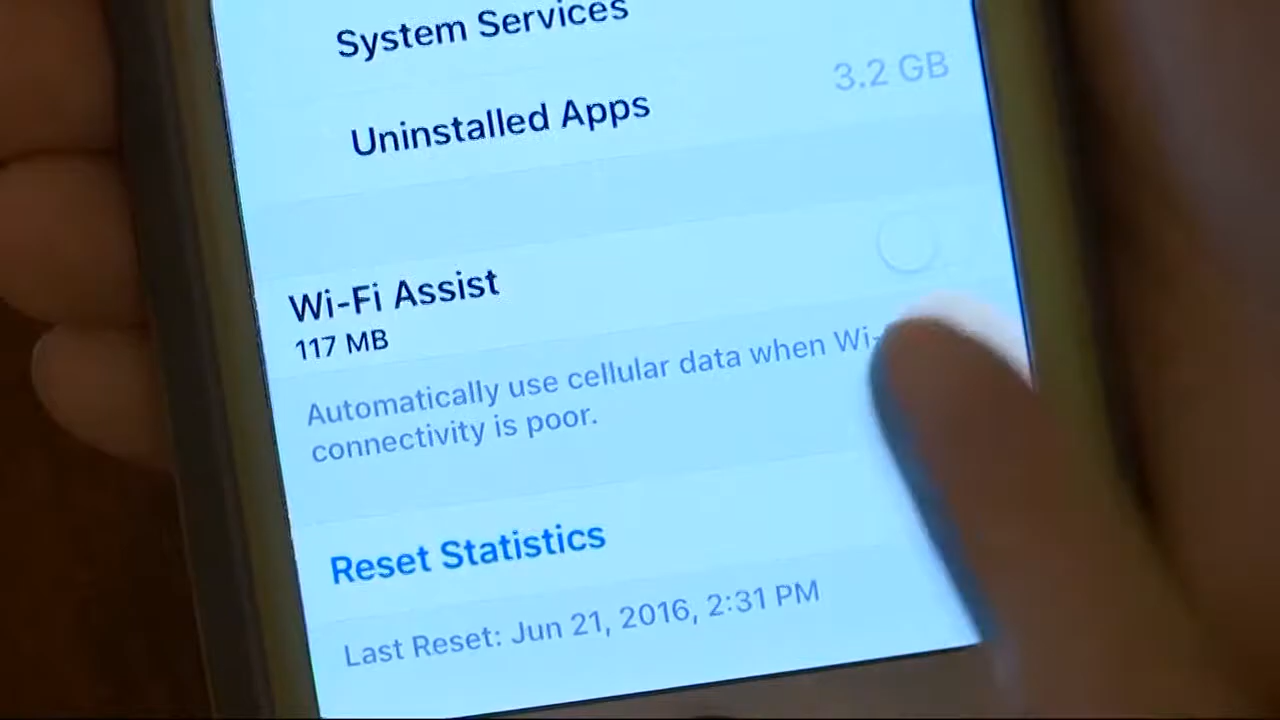 System Services
Uninstalled Apps 3.2 GB
Wi-Fi Assist
117 MB
Automatically use cellular data when Wi-
connectivity is poor.
Reset Statistics
Last Reset: Jun 21, 2016, 2:31 PM